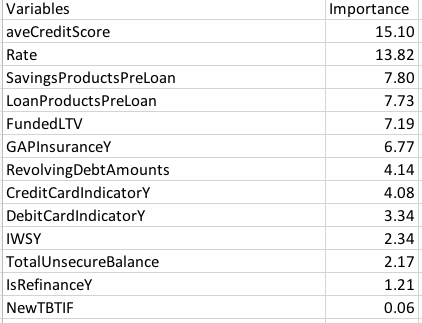 Variables Importance
aveCreditScore 15.10
Rate 13.82
SavingsProductsPreLoan 7.80
LoanProductsPreLoan 7.73
FundedLTV 7.19
GAPInsuranceY 6.77
RevolvingDebtAmounts 4.14
CreditCardIndicatorY 4.08
DebitCardIndicatorY 3.34
IWSY 2.34
TotalUnsecureBalance 2.17
IsRefinanceY 1.21
NewTBTIF 0.06